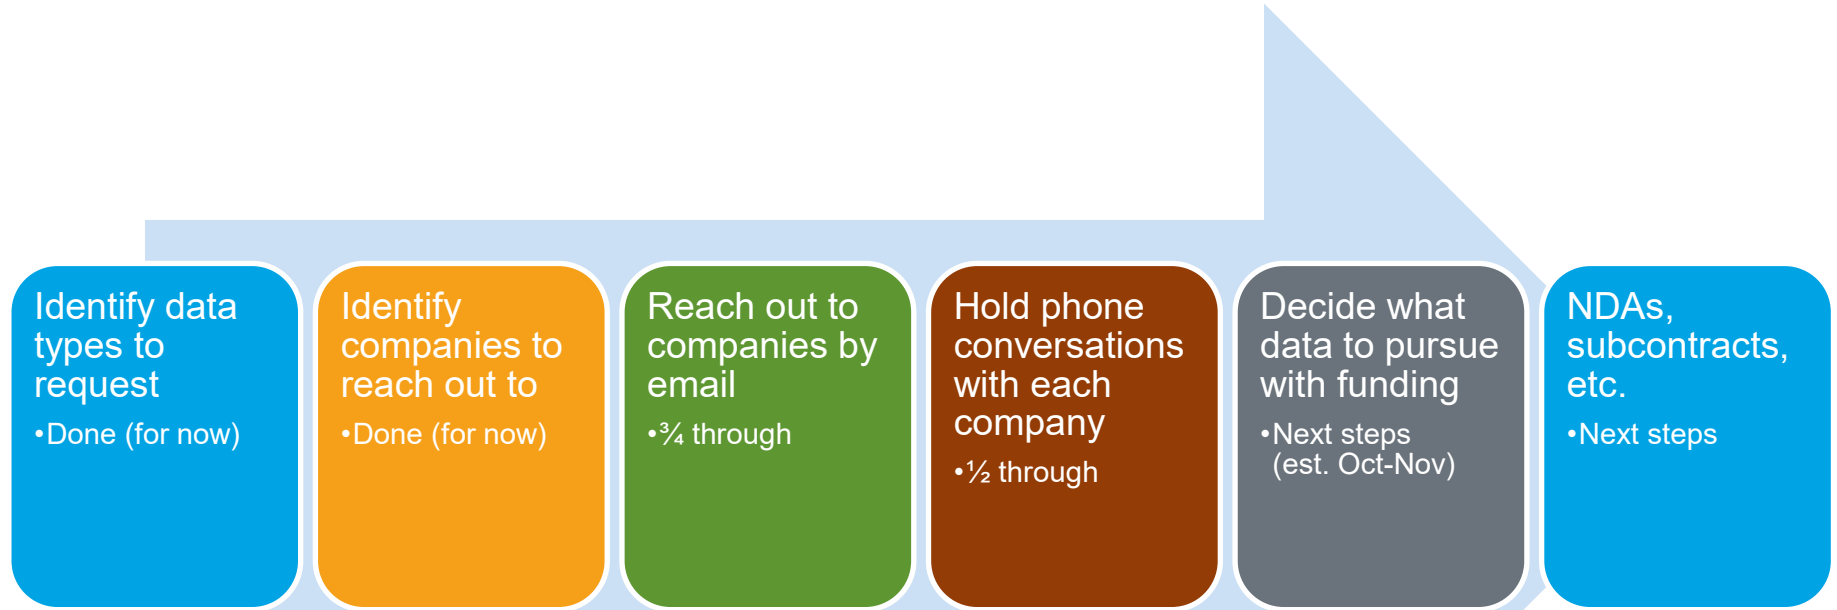 Identify data
types to
request
•Done (for now)
Identify
companies to
reach out to
•Done (for now)
Reach out to
companies by
email
•¾ through
Hold phone
conversations
with each
company
•½ through
Decide what
data to pursue
with funding
•Next steps
(est. Oct-Nov)
NDAs,
subcontracts,
etc.
•Next steps